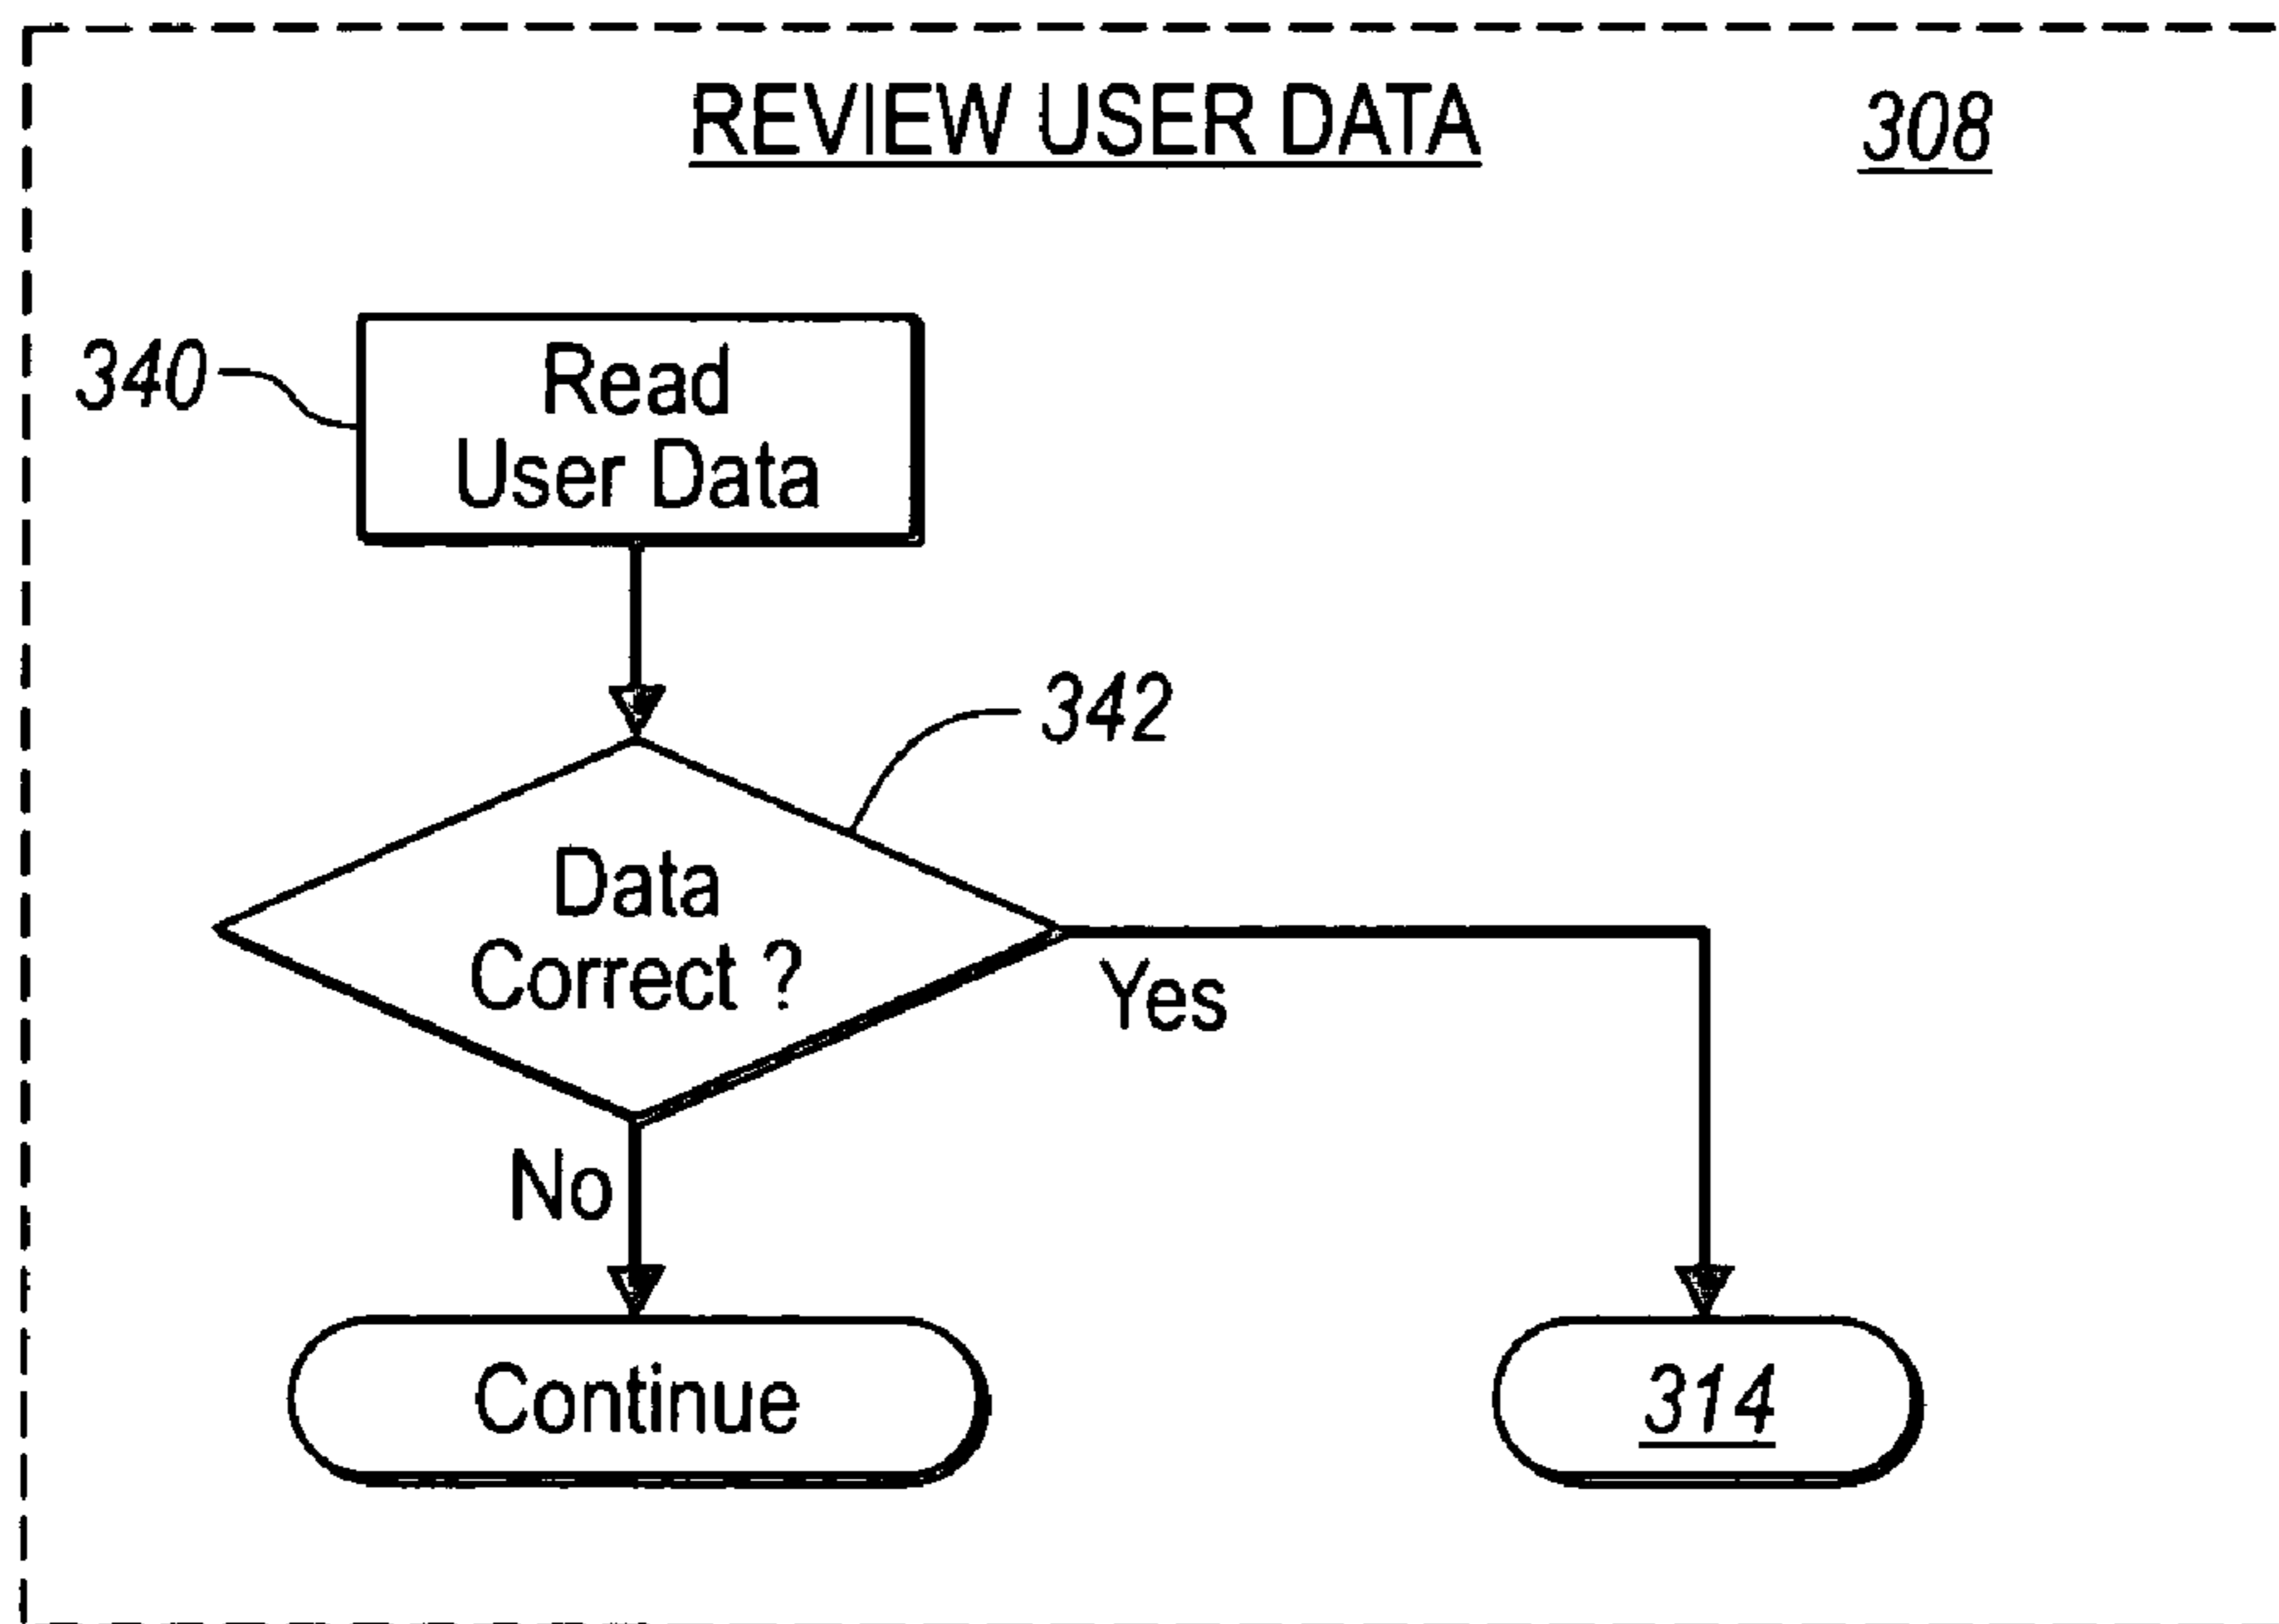 REVIEW USER DATA
308
340
Read
User Data
342
Data
Correct ?
Yes
No
Continue
314